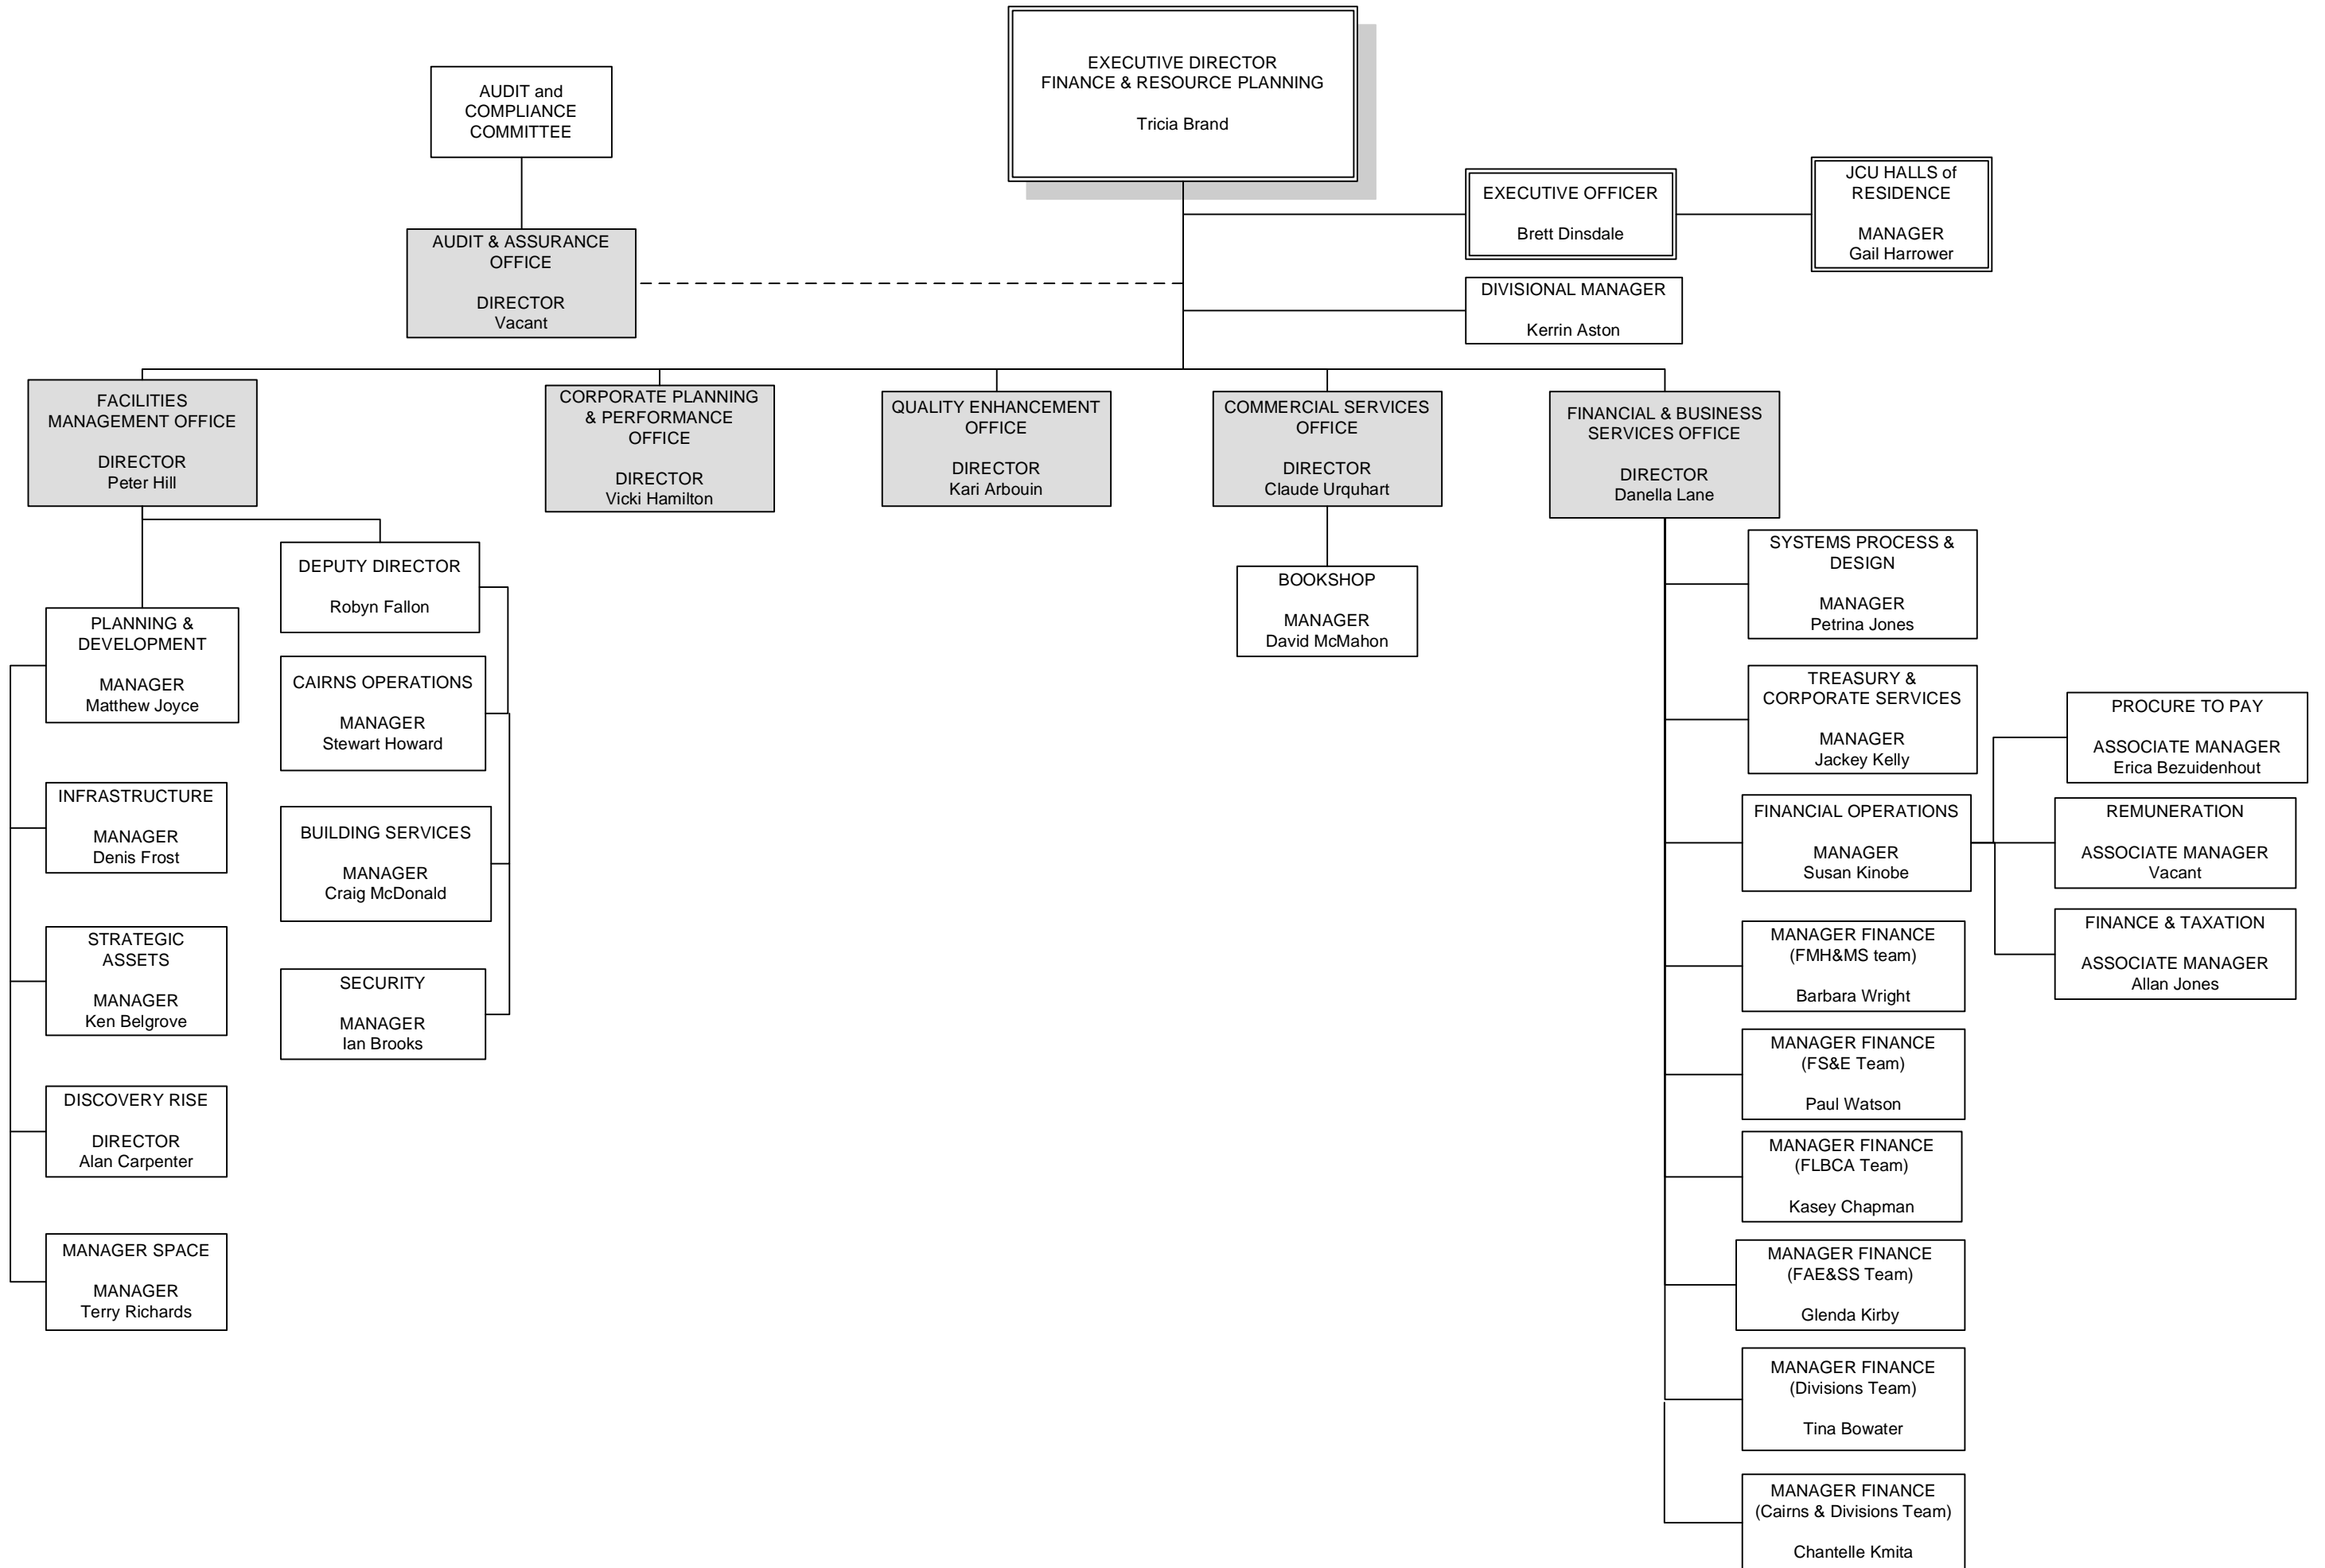 EXECUTIVE DIRECTOR
FINANCE & RESOURCE PLANNING
Tricia Brand
AUDIT and
COMPLIANCE
COMMITTEE
EXECUTIVE OFFICER
Brett Dinsdale
JCU HALLS of
RESIDENCE
MANAGER
Gail Harrower
AUDIT & ASSURANCE
OFFICE
DIRECTOR
Vacant
DIVISIONAL MANAGER
Kerrin Aston
FACILITIES
MANAGEMENT OFFICE
DIRECTOR
Peter Hill
CORPORATE PLANNING
& PERFORMANCE
OFFICE
DIRECTOR
Vicki Hamilton
QUALITY ENHANCEMENT
OFFICE
DIRECTOR
Kari Arbouin
COMMERCIAL SERVICES
OFFICE
DIRECTOR
Claude Urquhart
FINANCIAL & BUSINESS
SERVICES OFFICE
DIRECTOR
Danella Lane
PLANNING &
DEVELOPMENT
MANAGER
Matthew Joyce
INFRASTRUCTURE
MANAGER
Denis Frost
STRATEGIC
ASSETS
MANAGER
Ken Belgrove
DISCOVERY RISE
DIRECTOR
Alan Carpenter
MANAGER SPACE
MANAGER
Terry Richards
DEPUTY DIRECTOR
Robyn Fallon
CAIRNS OPERATIONS
MANAGER
Stewart Howard
BUILDING SERVICES
MANAGER
Craig McDonald
SECURITY
MANAGER
Ian Brooks
BOOKSHOP
MANAGER
David McMahon
SYSTEMS PROCESS &
DESIGN
MANAGER
Petrina Jones
TREASURY &
CORPORATE SERVICES
MANAGER
Jackey Kelly
FINANCIAL OPERATIONS
MANAGER
Susan Kinobe
PROCURE TO PAY
ASSOCIATE MANAGER
Erica Bezuidenhout
REMUNERATION
ASSOCIATE MANAGER
Vacant
FINANCE & TAXATION
ASSOCIATE MANAGER
Allan Jones
MANAGER FINANCE
(FMH&MS team)
Barbara Wright
MANAGER FINANCE
(FS&E Team)
Paul Watson
MANAGER FINANCE
(FLBCA Team)
Kasey Chapman
MANAGER FINANCE
(FAE&SS Team)
Glenda Kirby
MANAGER FINANCE
(Divisions Team)
Tina Bowater
MANAGER FINANCE
(Cairns & Divisions Team)
Chantelle Kmita